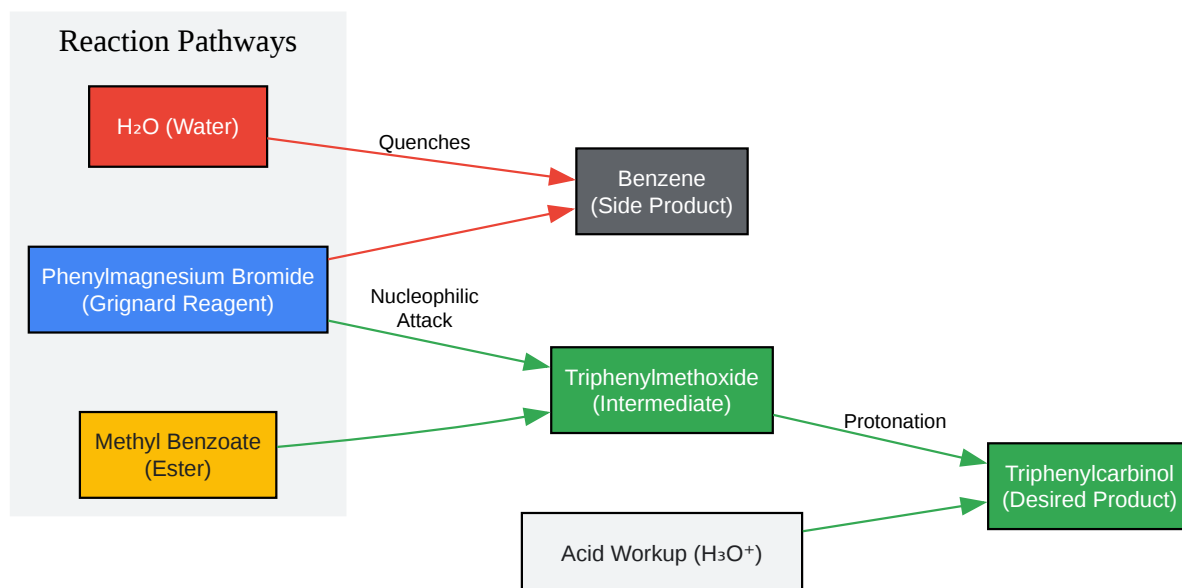 Reaction Pathways
H₂O (Water)
Quenches
Benzene
(Side Product)
Phenylmagnesium Bromide
(Grignard Reagent)
Nucleophilic
Attack
Triphenylmethoxide
(Intermediate)
Methyl Benzoate
(Ester)
Protonation
Triphenylcarbinol
(Desired Product)
Acid Workup (H₃O⁺)